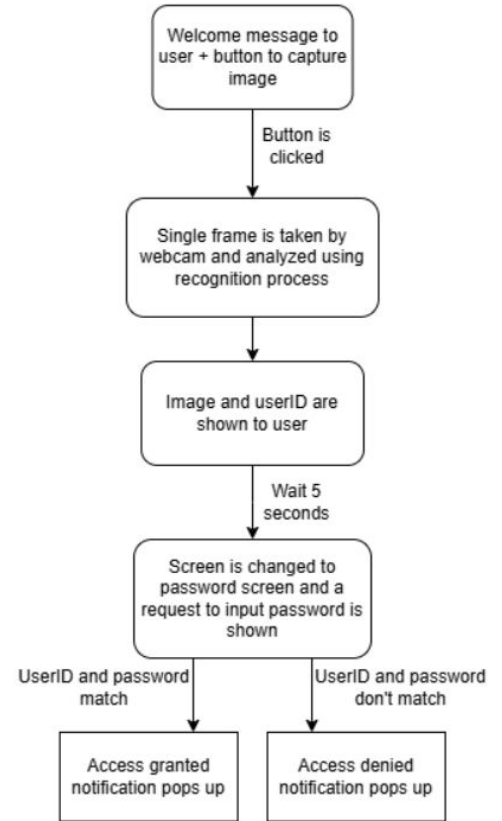 Welcome message to
user + button to capture
image
Button is
clicked
Single frame is taken by
webcam and analyzed using
recognition process
Image and userID are
shown to user
Wait 5
seconds
Screen is changed to
password screen and a
request to input password is
shown
UserID and password
match
UserID and password
don't match
Access granted
notification pops up
Access denied
notification pops up